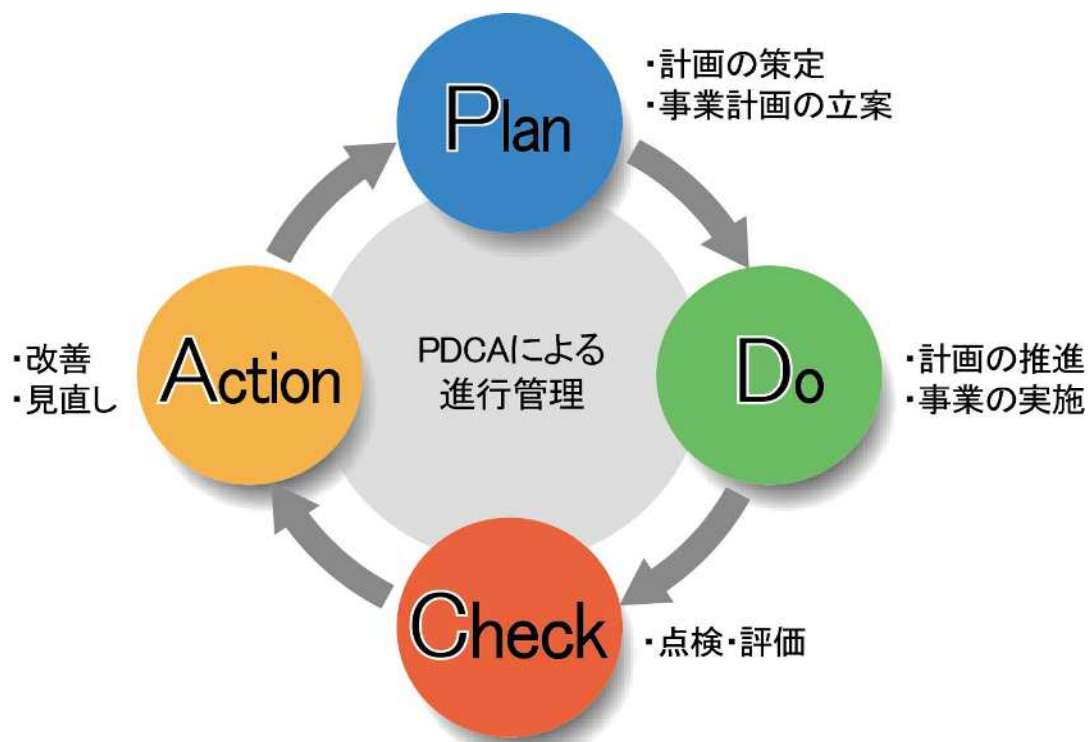 Plan
・計画の策定
・事業計画の立案
Do
・計画の推進
・事業の実施
Check
・点検・評価
Action
・改善
・見直し
PDCAによる
進行管理